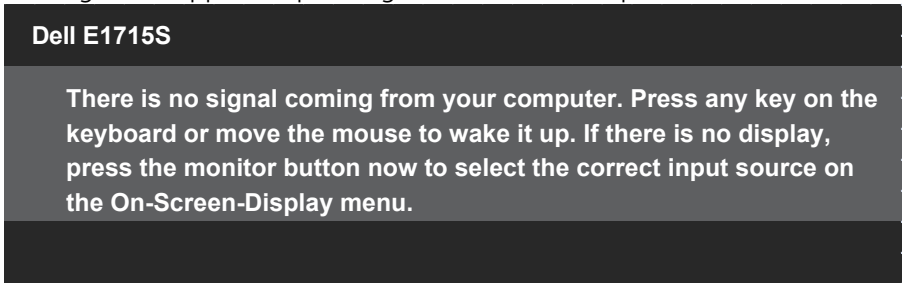 Dell E1715S
There is no signal coming from your computer. Press any key on the
keyboard or move the mouse to wake it up. If there is no display,
press the monitor button now to select the correct input source on
the On-Screen-Display menu.